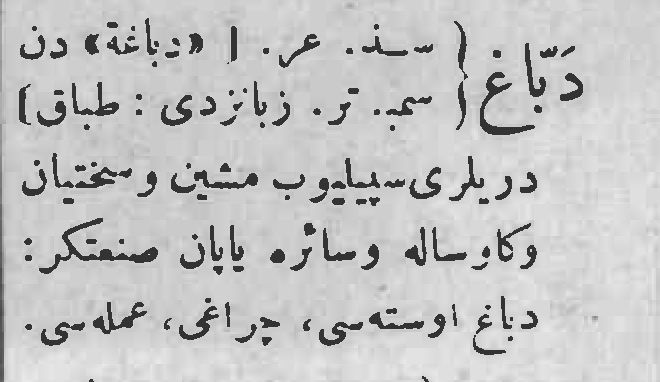 دَبّاغ { سـذ. عر. [ «دباغة» دن
{ سمـ. تر. زبانزدی : طباق]
دریلری سپیلیوب مشین و سختیان
وکاوساله وسائره یاپان صنعتکر:
دباغ اوسته‌سی، چراغی، عمله‌سی.